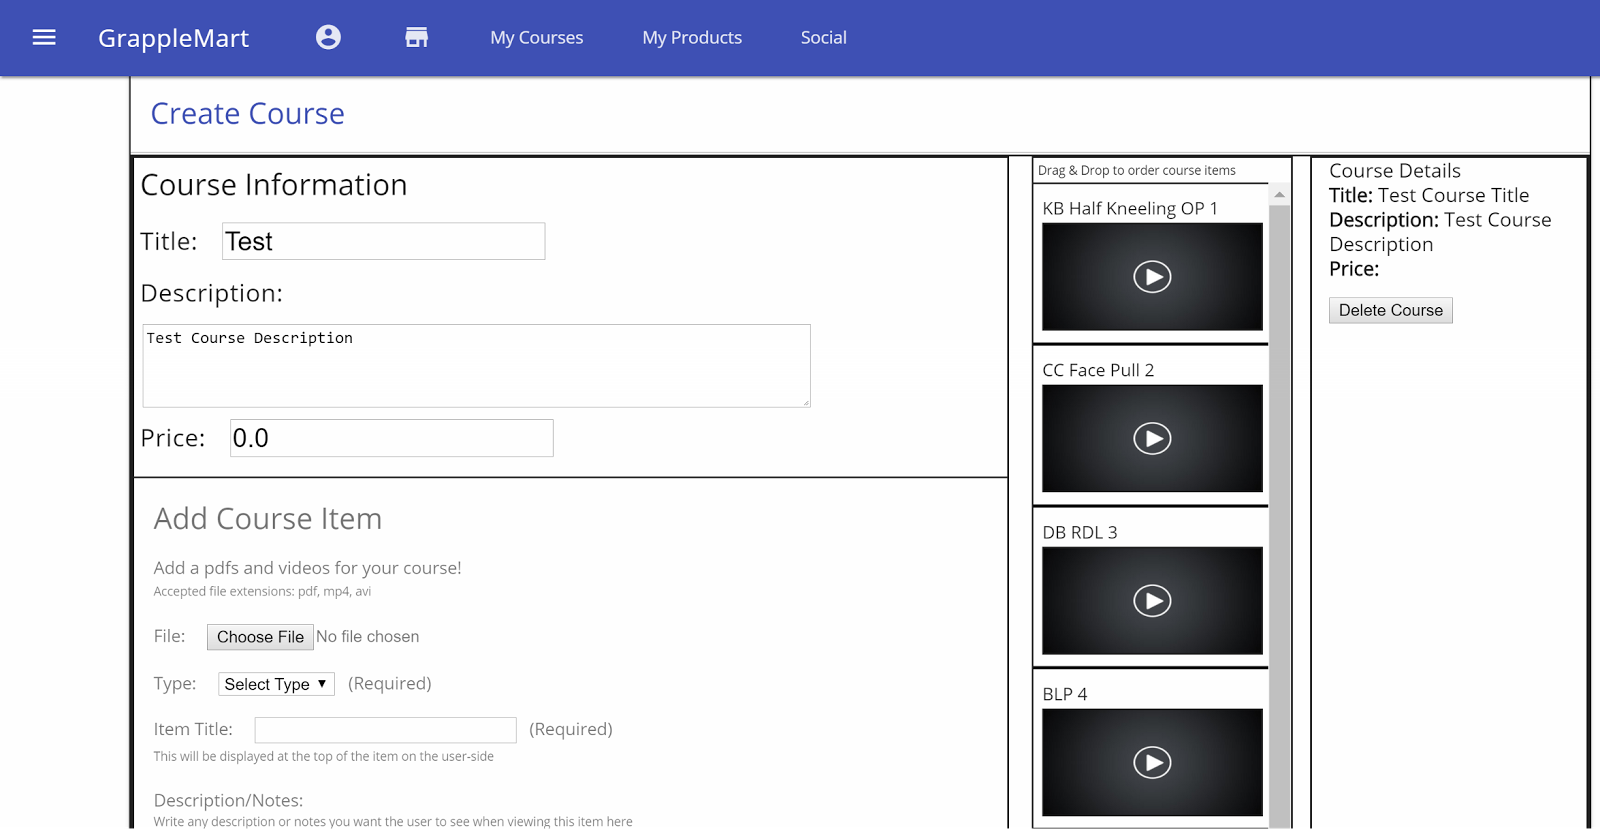 GrappleMart My Courses My Products Social
Create Course
Course Information
Title: Test
Description:
Test Course Description
Price: 0.0
Add Course Item
Add a pdfs and videos for your course!
Accepted file extensions: pdf, mp4, avi
File: Choose File No file chosen
Type: Select Type (Required)
Item Title: (Required)
This will be displayed at the top of the item on the user-side
Description/Notes:
Write any description or notes you want the user to see when viewing this item here
Drag & Drop to order course items
KB Half Kneeling OP 1
CC Face Pull 2
DB RDL 3
BLP 4
Course Details
Title: Test Course Title
Description: Test Course
Description
Price:
Delete Course